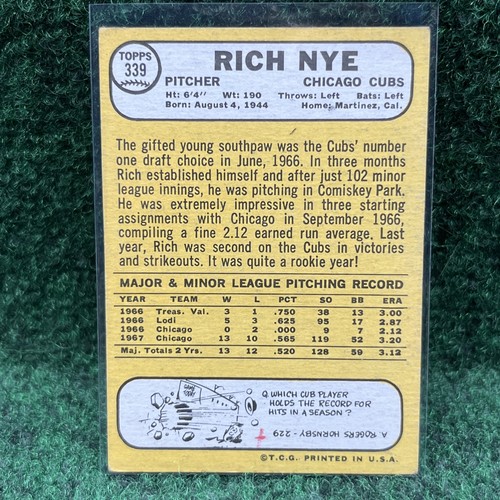 TOPPS
339
RICH NYE
PITCHER CHICAGO CUBS
Ht: 6'4" Wt: 190 Throws: Left Bats: Left
Born: August 4, 1944 Home: Martinez, Cal.
The gifted young southpaw was the Cubs' number
one draft choice in June, 1966. In three months
Rich established himself and after just 102 minor
league innings, he was pitching in Comiskey Park.
He was extremely impressive in three starting
assignments with Chicago in September 1966,
compiling a fine 2.12 earned run average. Last
year, Rich was second on the Cubs in victories
and strikeouts. It was quite a rookie year!
MAJOR & MINOR LEAGUE PITCHING RECORD
YEAR TEAM W L PCT SO BB ERA
1966 Treas. Val. 3 1 .750 38 13 3.00
1966 Lodi 5 3 .625 95 17 2.87
1966 Chicago 0 2 .000 9 7 2.12
1967 Chicago 13 10 .565 119 52 3.20
Maj. Totals 2 Yrs. 13 12 .520 128 59 3.12
Q. WHICH CUB PLAYER
HOLDS THE RECORD FOR
HITS IN A SEASON?
A. ROGERS HORNSBY - 229
©T.C.G. PRINTED IN U.S.A.